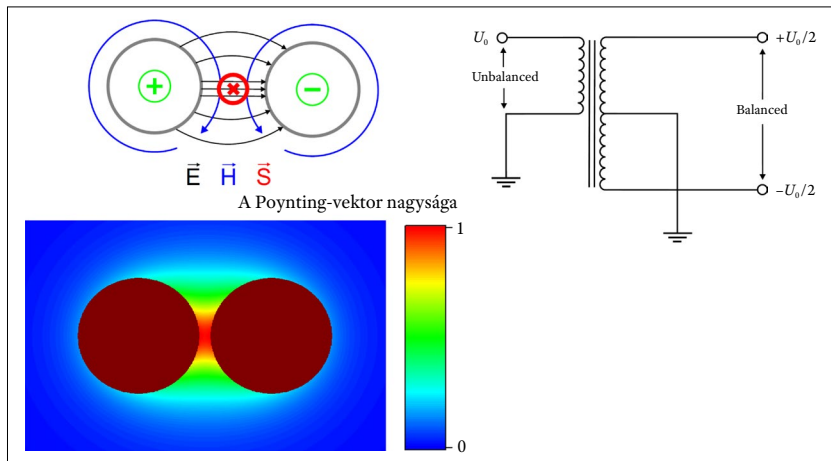 +
−
E⃗ H⃗ S⃗
A Poynting-vektor nagysága
1
0
U₀
Unbalanced
+U₀/2
Balanced
−U₀/2